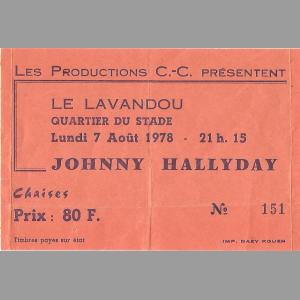 LES PRODUCTIONS C.-C. PRÉSENTENT
LE LAVANDOU
QUARTIER DU STADE
Lundi 7 Août 1978 - 21 h. 15
JOHNNY HALLYDAY
Chaises
Prix : 80 F.
№ 151
Timbres payés sur état
IMP. DAEY ROUEN